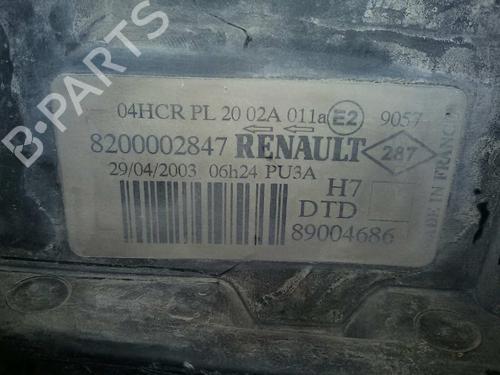 B-PARTS
04HCR PL 20 02A 011a E2 9057
8200002847 RENAULT 287
29/04/2003 06h24 PU3A
H7
DTD
89004686
MADE IN FRANCE